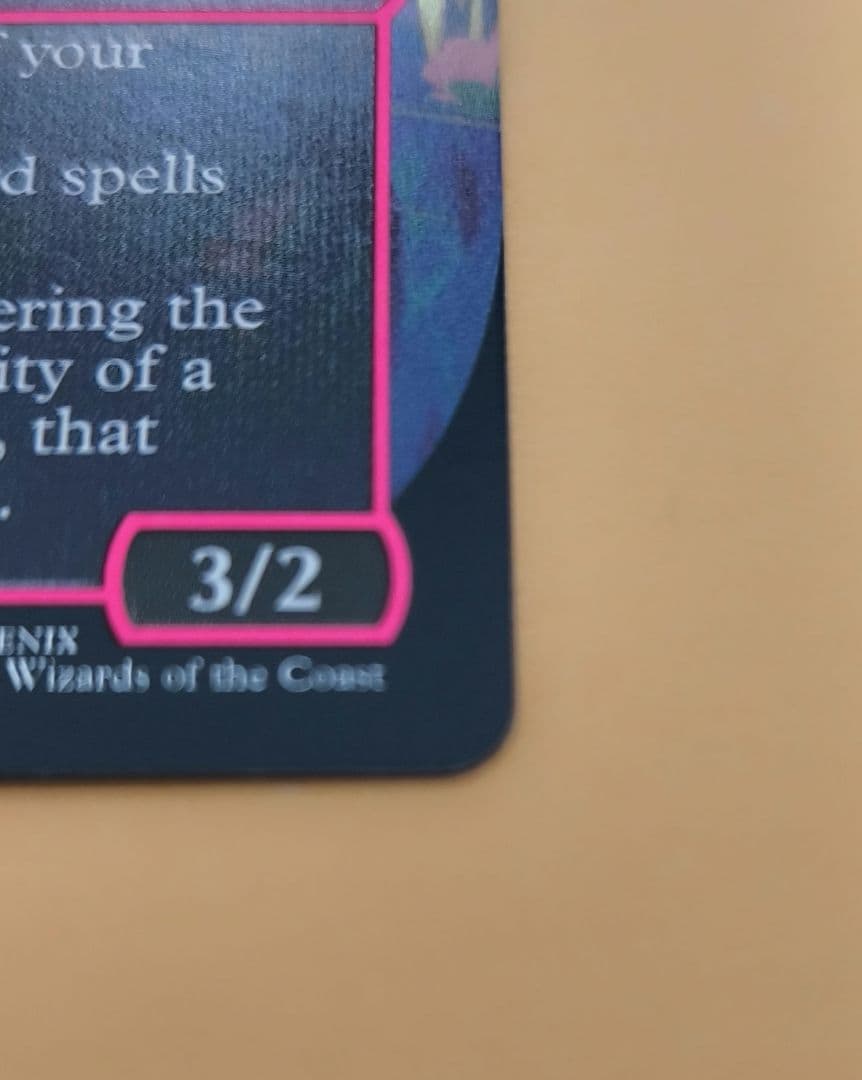 your
d spells
ering the
ity of a
, that
.
3/2
ENIX
Wizards of the Coast